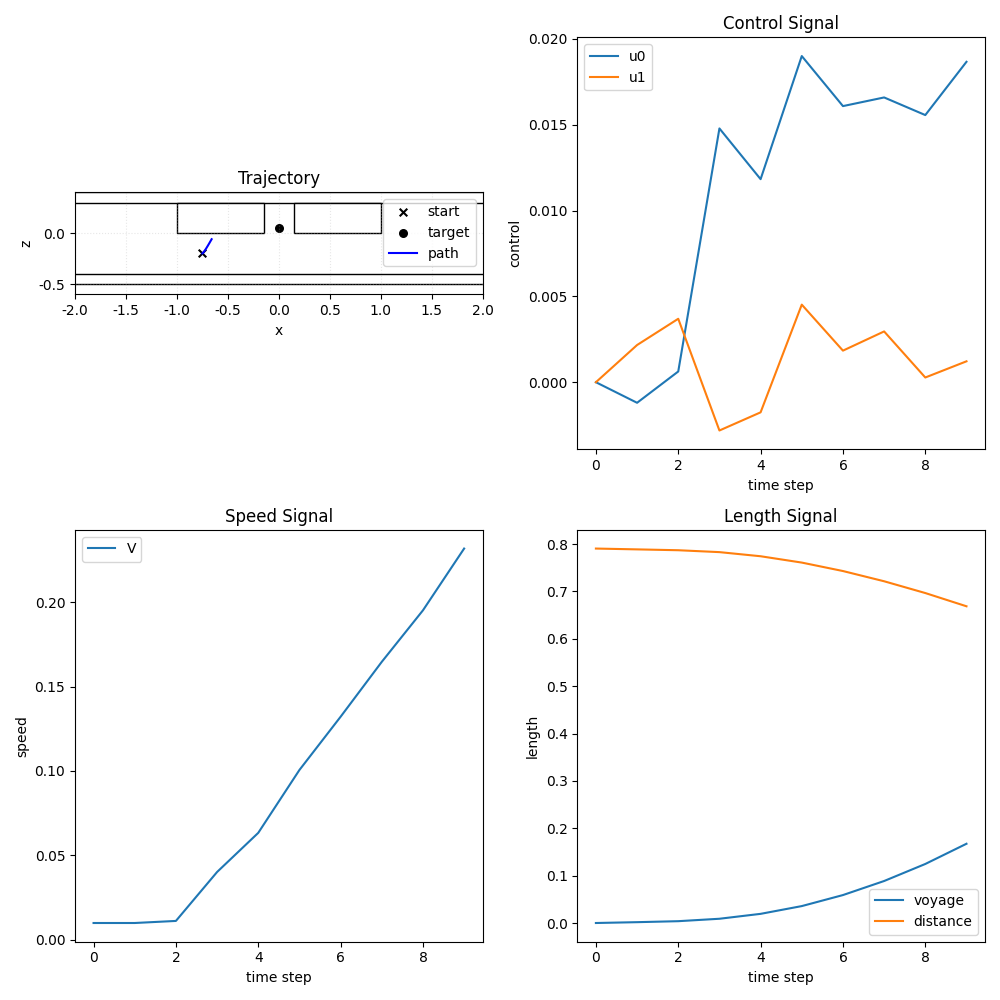 Trajectory
z
0.0
-0.5
-2.0 -1.5 -1.0 -0.5 0.0 0.5 1.0 1.5 2.0
x
start
target
path
Control Signal
control
0.020
0.015
0.010
0.005
0.000
0 2 4 6 8
time step
u0
u1
Speed Signal
speed
0.20
0.15
0.10
0.05
0.00
0 2 4 6 8
time step
V
Length Signal
length
0.8
0.7
0.6
0.5
0.4
0.3
0.2
0.1
0.0
0 2 4 6 8
time step
voyage
distance